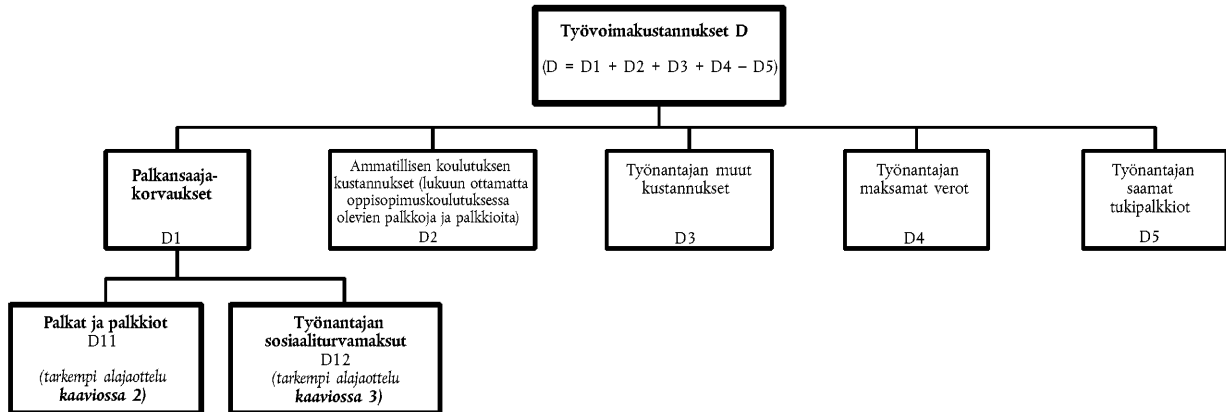 Työvoimakustannukset D
(D = D1 + D2 + D3 + D4 – D5)
Palkansaaja-
korvaukset
D1
Ammatillisen koulutuksen
kustannukset (lukuun ottamatta
oppisopimuskoulutuksessa
olevien palkkoja ja palkkioita)
D2
Työnantajan muut
kustannukset
D3
Työnantajan
maksamat verot
D4
Työnantajan
saamat
tukipalkkiot
D5
Palkat ja palkkiot
D11
(tarkempi alajaottelu
kaaviossa 2)
Työnantajan
sosiaaliturvamaksut
D12
(tarkempi alajaottelu
kaaviossa 3)